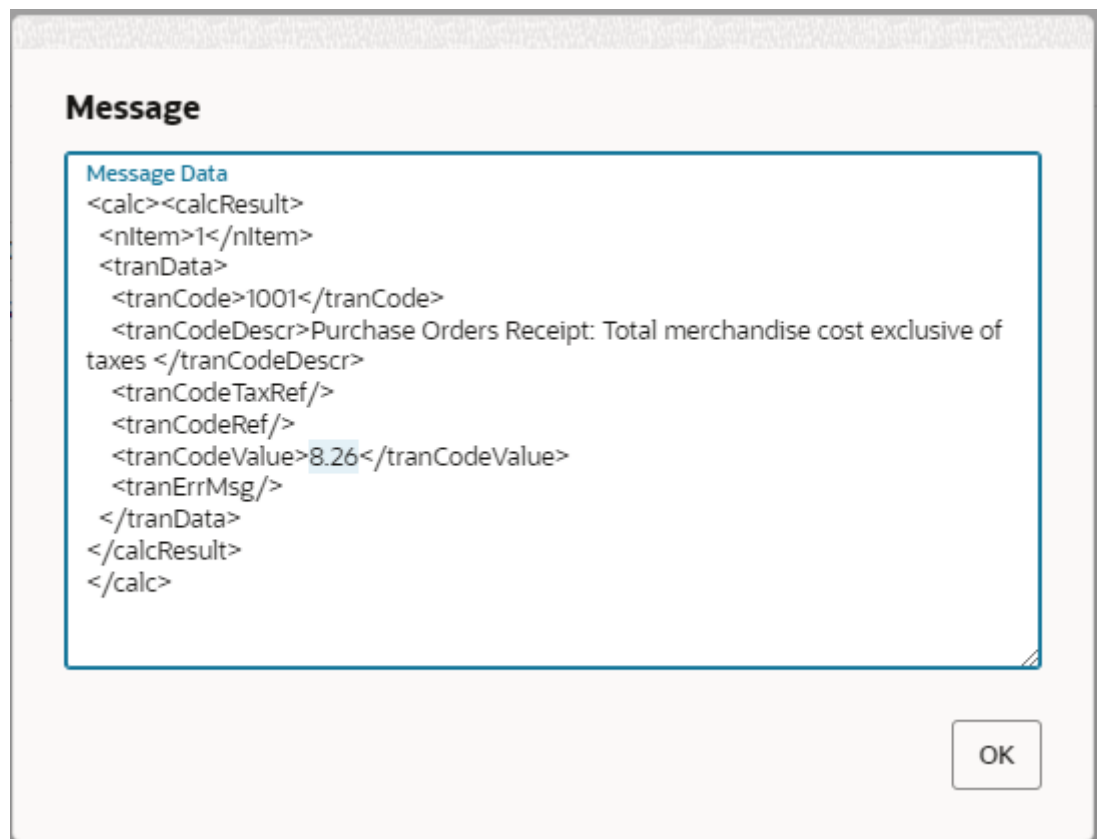 Message
Message Data
<calc><calcResult>
<nItem>1</nItem>
<tranData>
<tranCode>1001</tranCode>
<tranCodeDescr>Purchase Orders Receipt: Total merchandise cost exclusive of
taxes </tranCodeDescr>
<tranCodeTaxRef/>
<tranCodeRef/>
<tranCodeValue>8.26</tranCodeValue>
<tranErrMsg/>
</tranData>
</calcResult>
</calc>
OK